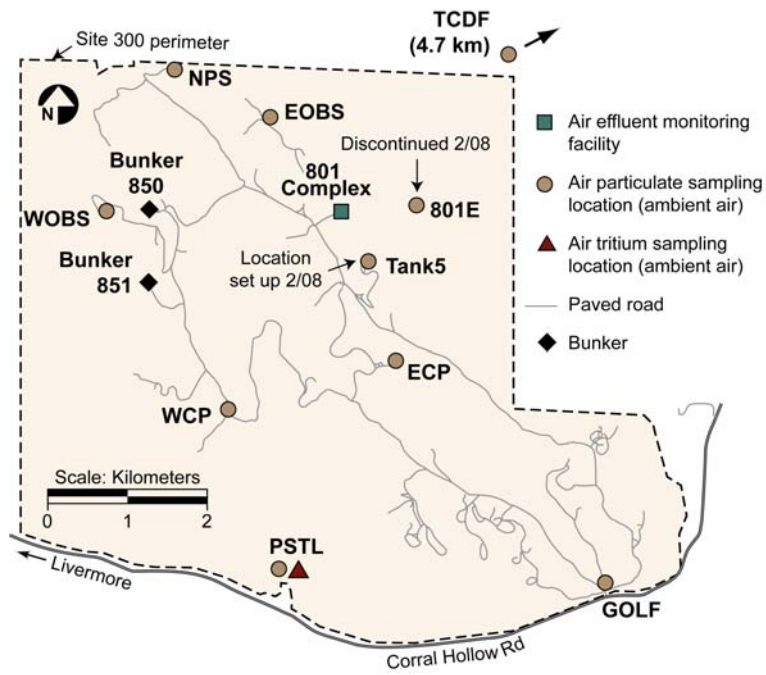 TCDF
(4.7 km)
Site 300 perimeter
NPS
N
EOBS
Discontinued 2/08
Bunker
850
801
Complex
801E
WOBS
Bunker
851
Location
set up 2/08
Tank5
ECP
WCP
Scale: Kilometers
0 1 2
PSTL
Livermore
GOLF
Corral Hollow Rd
Air effluent monitoring
facility
Air particulate sampling
location (ambient air)
Air tritium sampling
location (ambient air)
Paved road
Bunker